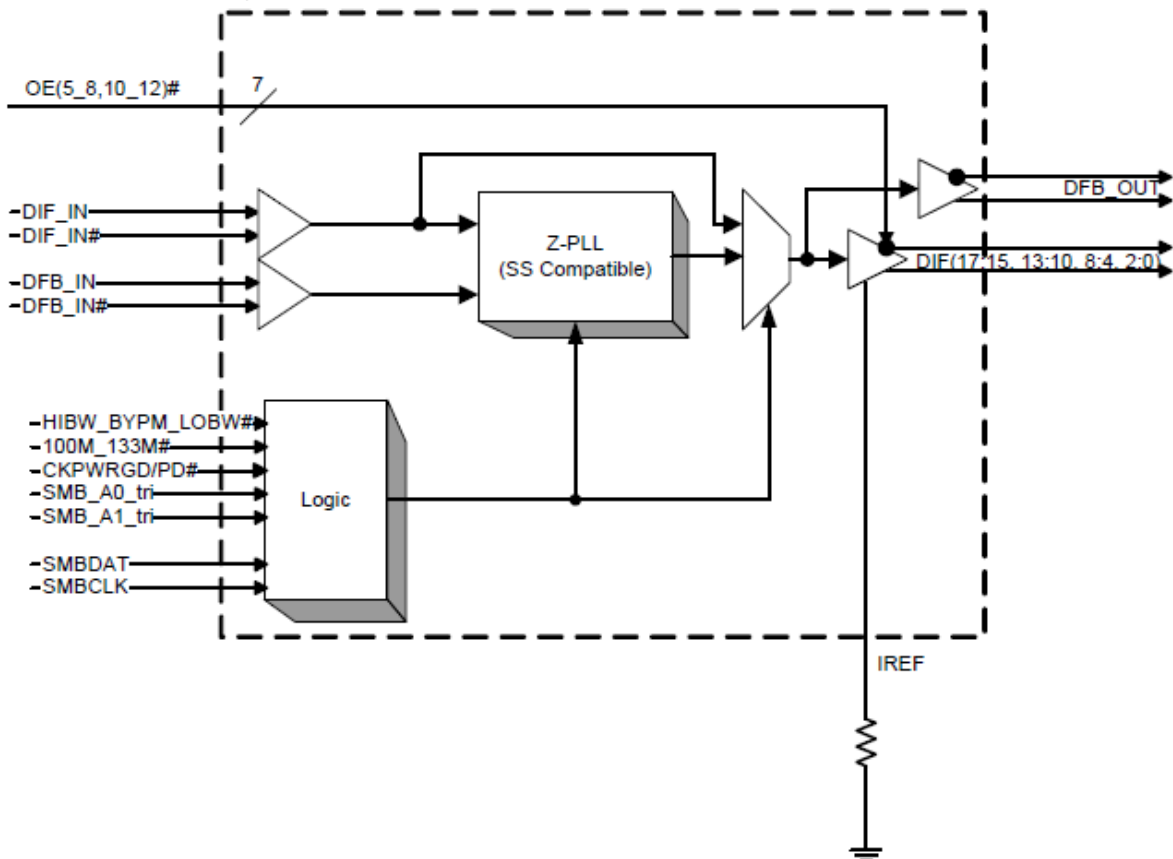 OE(5_8,10_12)#
7
DIF_IN
DIF_IN#
DFB_IN
DFB_IN#
Z-PLL
(SS Compatible)
DFB_OUT
DIF(17:15, 13:10, 8:4, 2:0)
HIBW_BYPM_LOBW#
100M_133M#
CKPWRGD/PD#
SMB_A0_tri
SMB_A1_tri
SMBDAT
SMBCLK
Logic
IREF